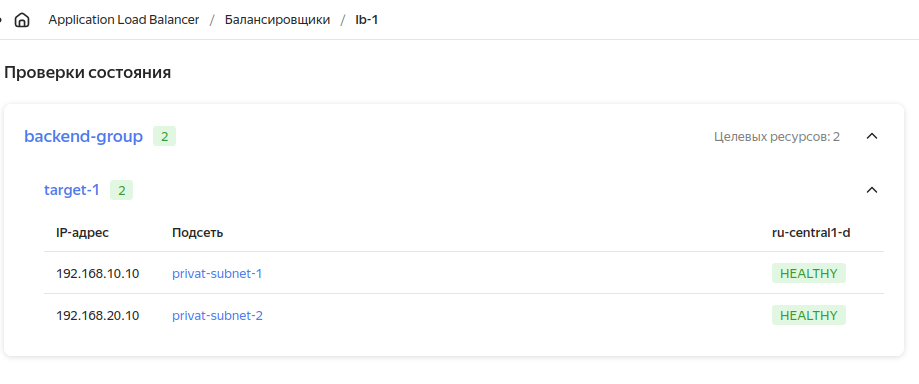 Application Load Balancer / Балансировщики / lb-1
Проверки состояния
backend-group 2 Целевых ресурсов: 2
target-1 2
IP-адрес Подсеть ru-central1-d
192.168.10.10 privat-subnet-1 HEALTHY
192.168.20.10 privat-subnet-2 HEALTHY